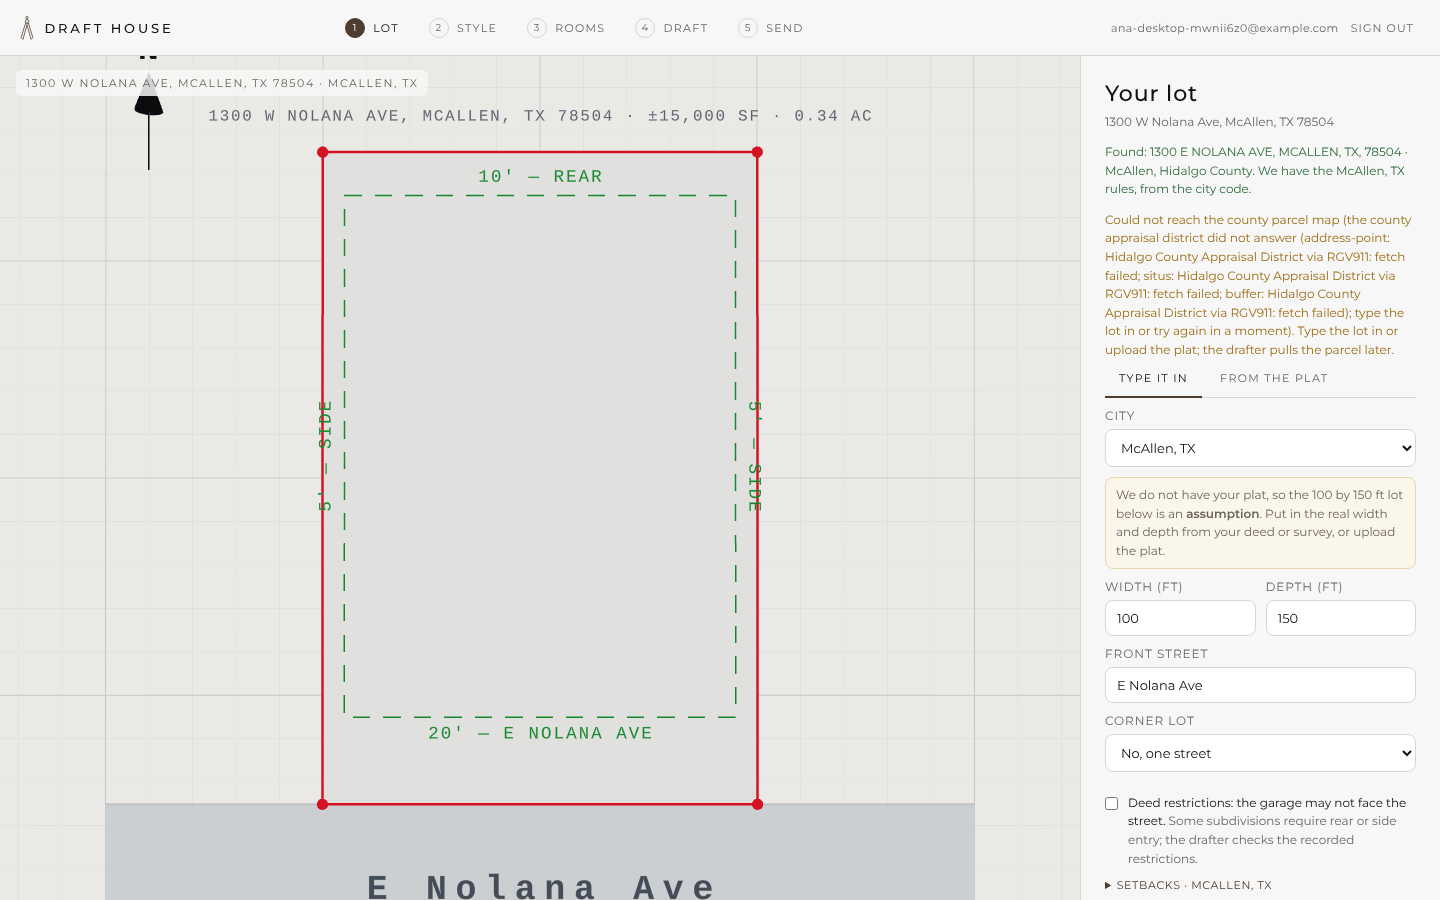 DRAFT HOUSE
1 LOT
2 STYLE
3 ROOMS
4 DRAFT
5 SEND
ana-desktop-mwnii6z0@example.com
SIGN OUT
N
1300 W NOLANA AVE, MCALLEN, TX 78504 · MCALLEN, TX
1300 W NOLANA AVE, MCALLEN, TX 78504 · ±15,000 SF · 0.34 AC
10' — REAR
5' — SIDE
5' — SIDE
20' — E NOLANA AVE
E Nolana Ave
Your lot
1300 W Nolana Ave, McAllen, TX 78504
Found: 1300 E NOLANA AVE, MCALLEN, TX, 78504 ·
McAllen, Hidalgo County. We have the McAllen, TX
rules, from the city code.
Could not reach the county parcel map (the county
appraisal district did not answer (address-point:
Hidalgo County Appraisal District via RGV911: fetch
failed; situs: Hidalgo County Appraisal District via
RGV911: fetch failed; buffer: Hidalgo County
Appraisal District via RGV911: fetch failed); type the
lot in or try again in a moment). Type the lot in or
upload the plat; the drafter pulls the parcel later.
TYPE IT IN
FROM THE PLAT
CITY
McAllen, TX
We do not have your plat, so the 100 by 150 ft lot
below is an assumption. Put in the real width
and depth from your deed or survey, or upload
the plat.
WIDTH (FT)
DEPTH (FT)
100
150
FRONT STREET
E Nolana Ave
CORNER LOT
No, one street
Deed restrictions: the garage may not face the
street. Some subdivisions require rear or side
entry; the drafter checks the recorded
restrictions.
SETBACKS · MCALLEN, TX